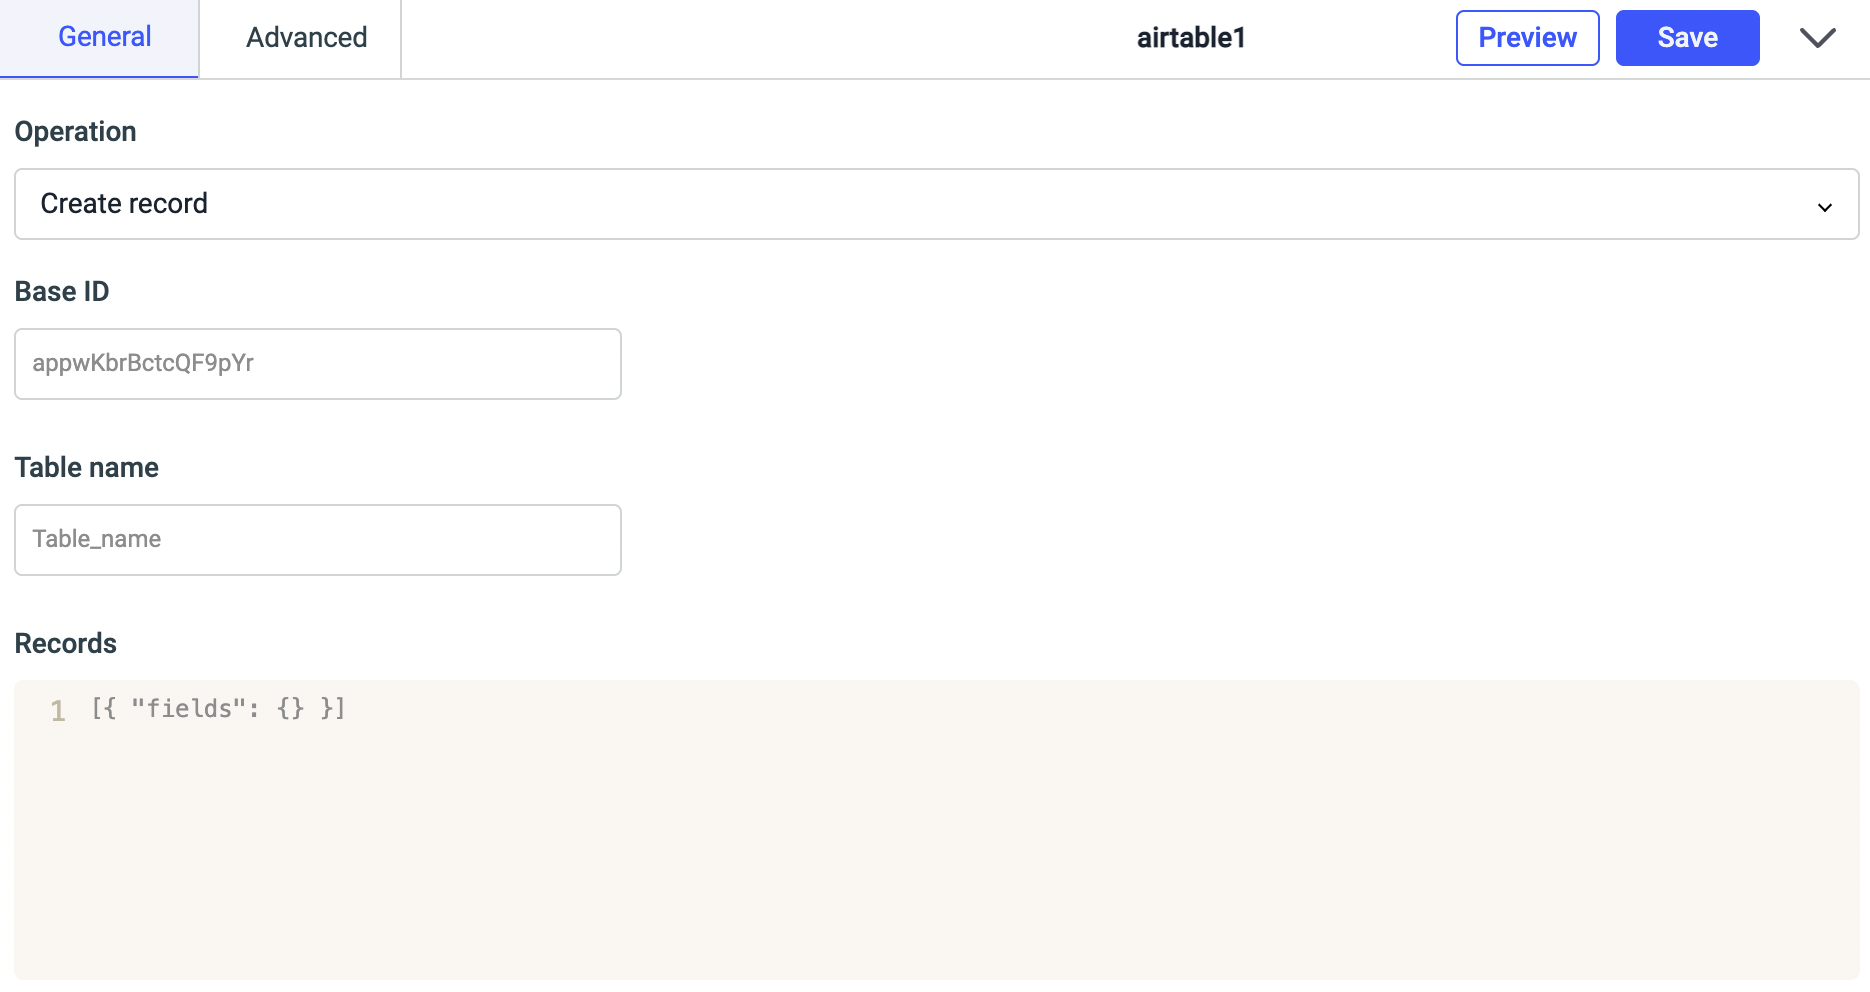 General
Advanced
airtable1
Preview
Save
Operation
Create record
Base ID
appwKbrBctcQF9pYr
Table name
Table_name
Records
1 [{ "fields": {} }]